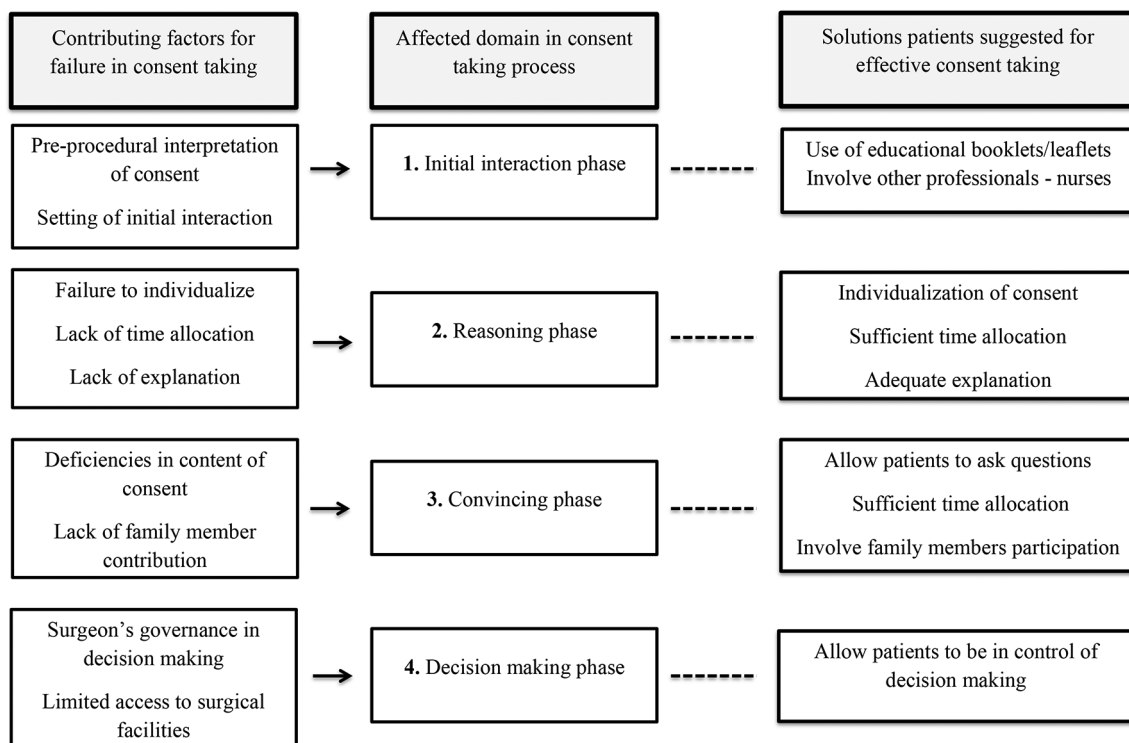 Contributing factors for
failure in consent taking
Affected domain in consent
taking process
Solutions patients suggested for
effective consent taking
Pre-procedural interpretation
of consent
Setting of initial interaction
1. Initial interaction phase
Use of educational booklets/leaflets
Involve other professionals - nurses
Failure to individualize
Lack of time allocation
Lack of explanation
2. Reasoning phase
Individualization of consent
Sufficient time allocation
Adequate explanation
Deficiencies in content of
consent
Lack of family member
contribution
3. Convincing phase
Allow patients to ask questions
Sufficient time allocation
Involve family members participation
Surgeon’s governance in
decision making
Limited access to surgical
facilities
4. Decision making phase
Allow patients to be in control of
decision making